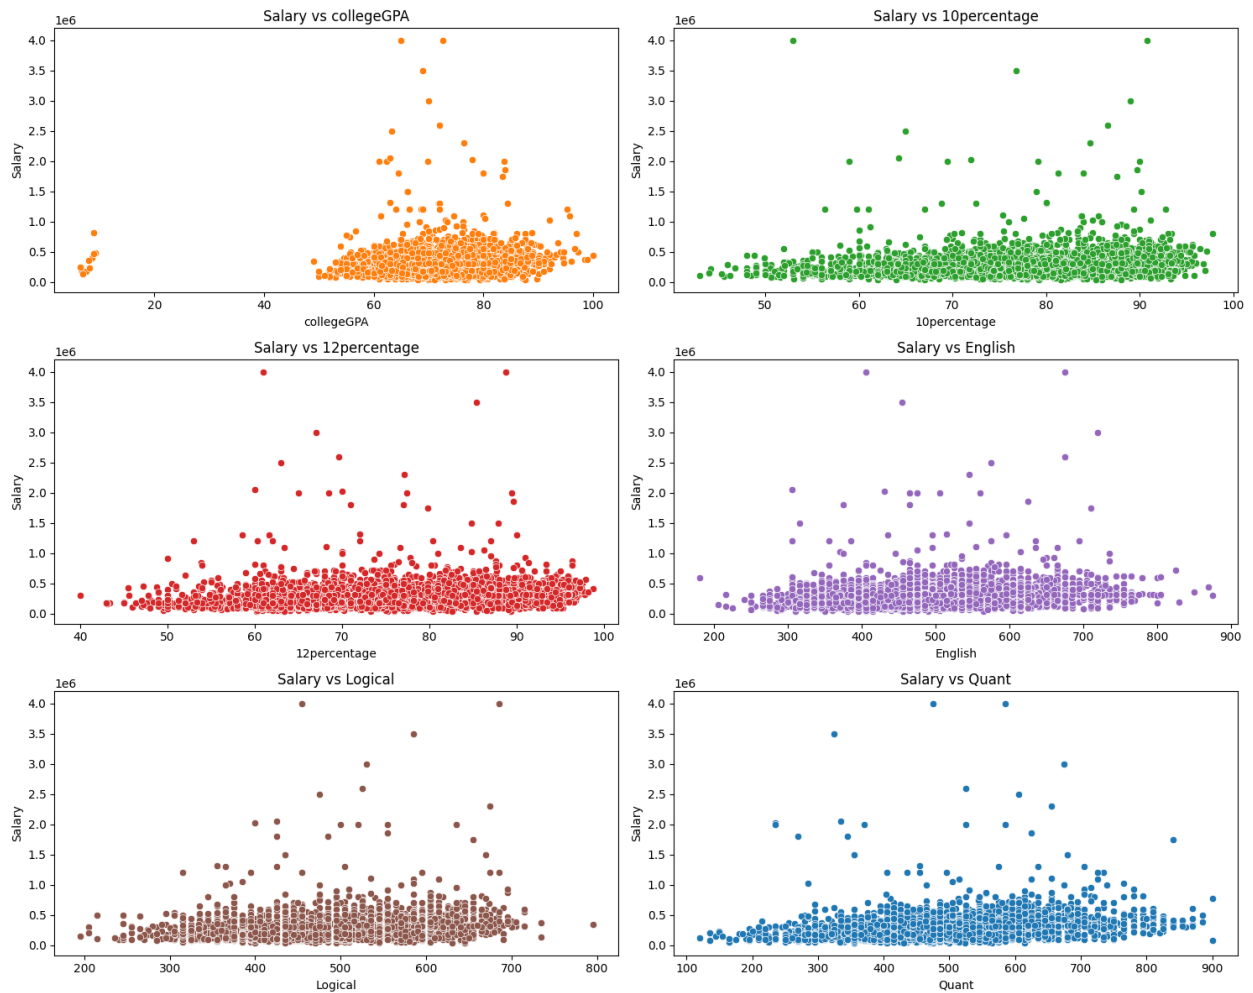 Salary vs collegeGPA
1e6
Salary
4.0
3.5
3.0
2.5
2.0
1.5
1.0
0.5
0.0
20 40 60 80 100
collegeGPA
Salary vs 10percentage
1e6
Salary
4.0
3.5
3.0
2.5
2.0
1.5
1.0
0.5
0.0
50 60 70 80 90 100
10percentage
Salary vs 12percentage
1e6
Salary
4.0
3.5
3.0
2.5
2.0
1.5
1.0
0.5
0.0
40 50 60 70 80 90 100
12percentage
Salary vs English
1e6
Salary
4.0
3.5
3.0
2.5
2.0
1.5
1.0
0.5
0.0
200 300 400 500 600 700 800 900
English
Salary vs Logical
1e6
Salary
4.0
3.5
3.0
2.5
2.0
1.5
1.0
0.5
0.0
200 300 400 500 600 700 800
Logical
Salary vs Quant
1e6
Salary
4.0
3.5
3.0
2.5
2.0
1.5
1.0
0.5
0.0
100 200 300 400 500 600 700 800 900
Quant